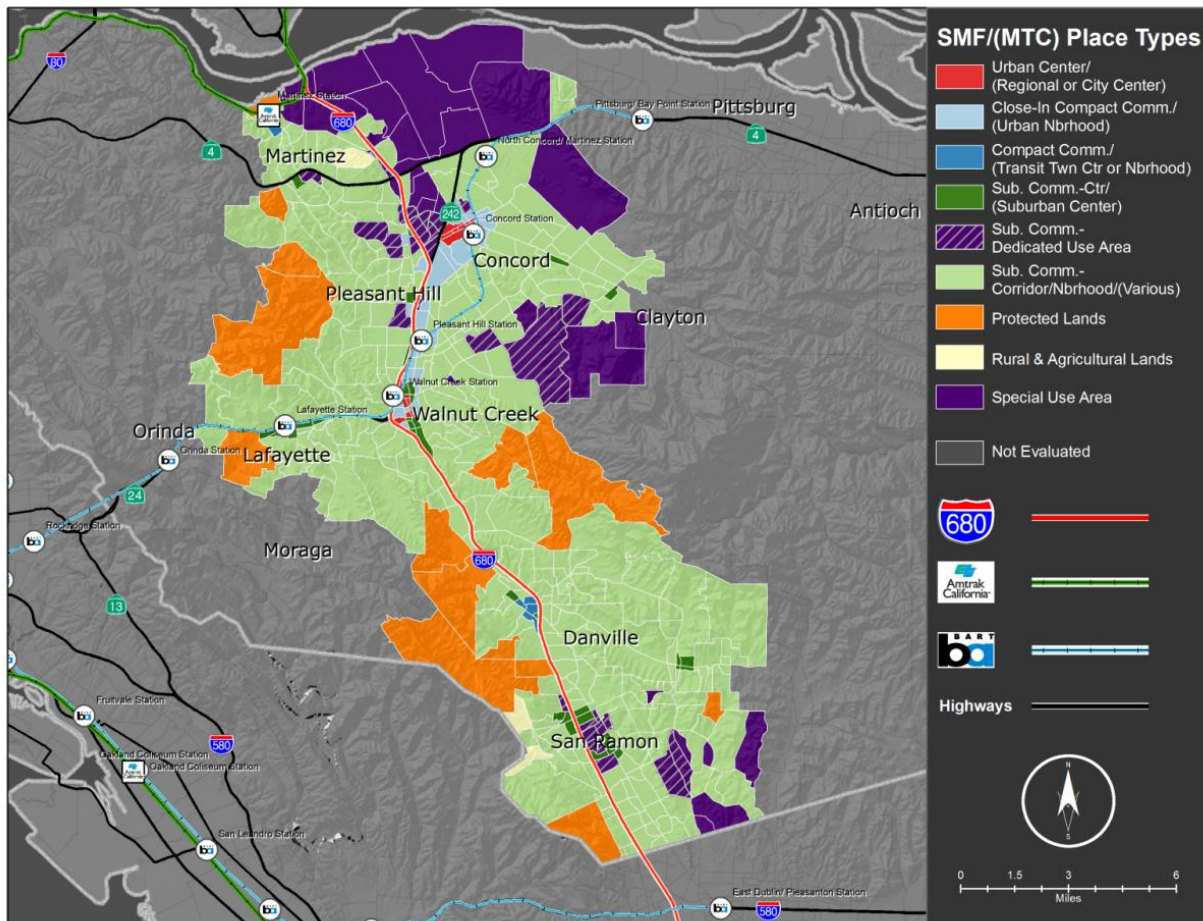 80
Martinez Station
Amtrak
California
680
Pittsburg/ Bay Point Station
Pittsburg
4
North Concord/ Martinez Station
4
Martinez
242
Concord Station
Antioch
Concord
Pleasant Hill
Clayton
Pleasant Hill Station
Walnut Creek Station
Lafayette Station
Walnut Creek
Orinda
Orinda Station
Lafayette
24
Rockridge Station
Moraga
680
13
Danville
Fruitvale Station
San Ramon
580
Oakland Coliseum Station
Amtrak
California
Oakland Coliseum Station
San Leandro Station
East Dublin/ Pleasanton Station
580
SMF/(MTC) Place Types
Urban Center/
(Regional or City Center)
Close-In Compact Comm./
(Urban Nbrhood)
Compact Comm./
(Transit Twn Ctr or Nbrhood)
Sub. Comm.-Ctr/
(Suburban Center)
Sub. Comm.-
Dedicated Use Area
Sub. Comm.-
Corridor/Nbrhood/(Various)
Protected Lands
Rural & Agricultural Lands
Special Use Area
Not Evaluated
680
Amtrak
California
BART
ba
Highways
N
S
0 1.5 3 6
Miles